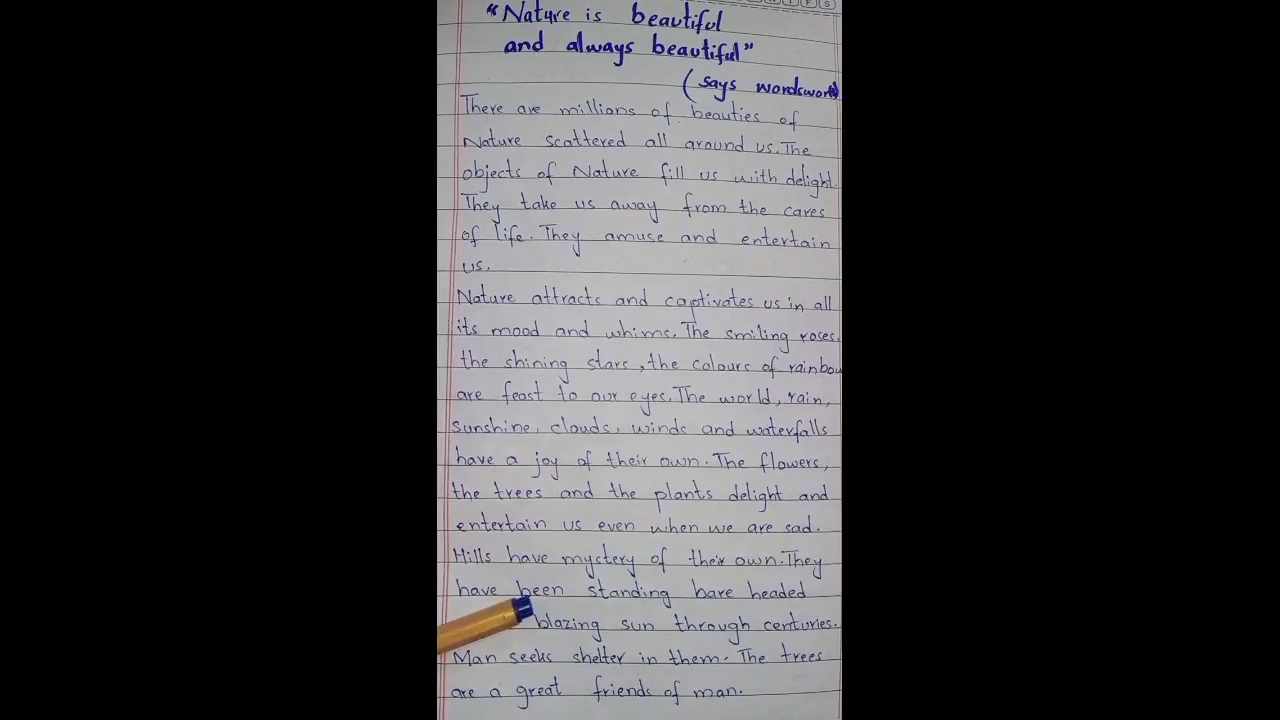 "Nature is beautiful
and always beautiful"
(says wordsworth)
There are millions of beauties of
Nature scattered all around us. The
objects of Nature fill us with delight.
They take us away from the cares
of life. They amuse and entertain
us.
Nature attracts and captivates us in all
its mood and whims. The smiling roses,
the shining stars, the colours of rainbow
are feast to our eyes. The world, rain,
sunshine, clouds, winds and waterfalls
have a joy of their own. The flowers,
the trees and the plants delight and
entertain us even when we are sad.
Hills have mystery of their own. They
have been standing bare headed
blazing sun through centuries.
Man seeks shelter in them. The trees
are a great friends of man.